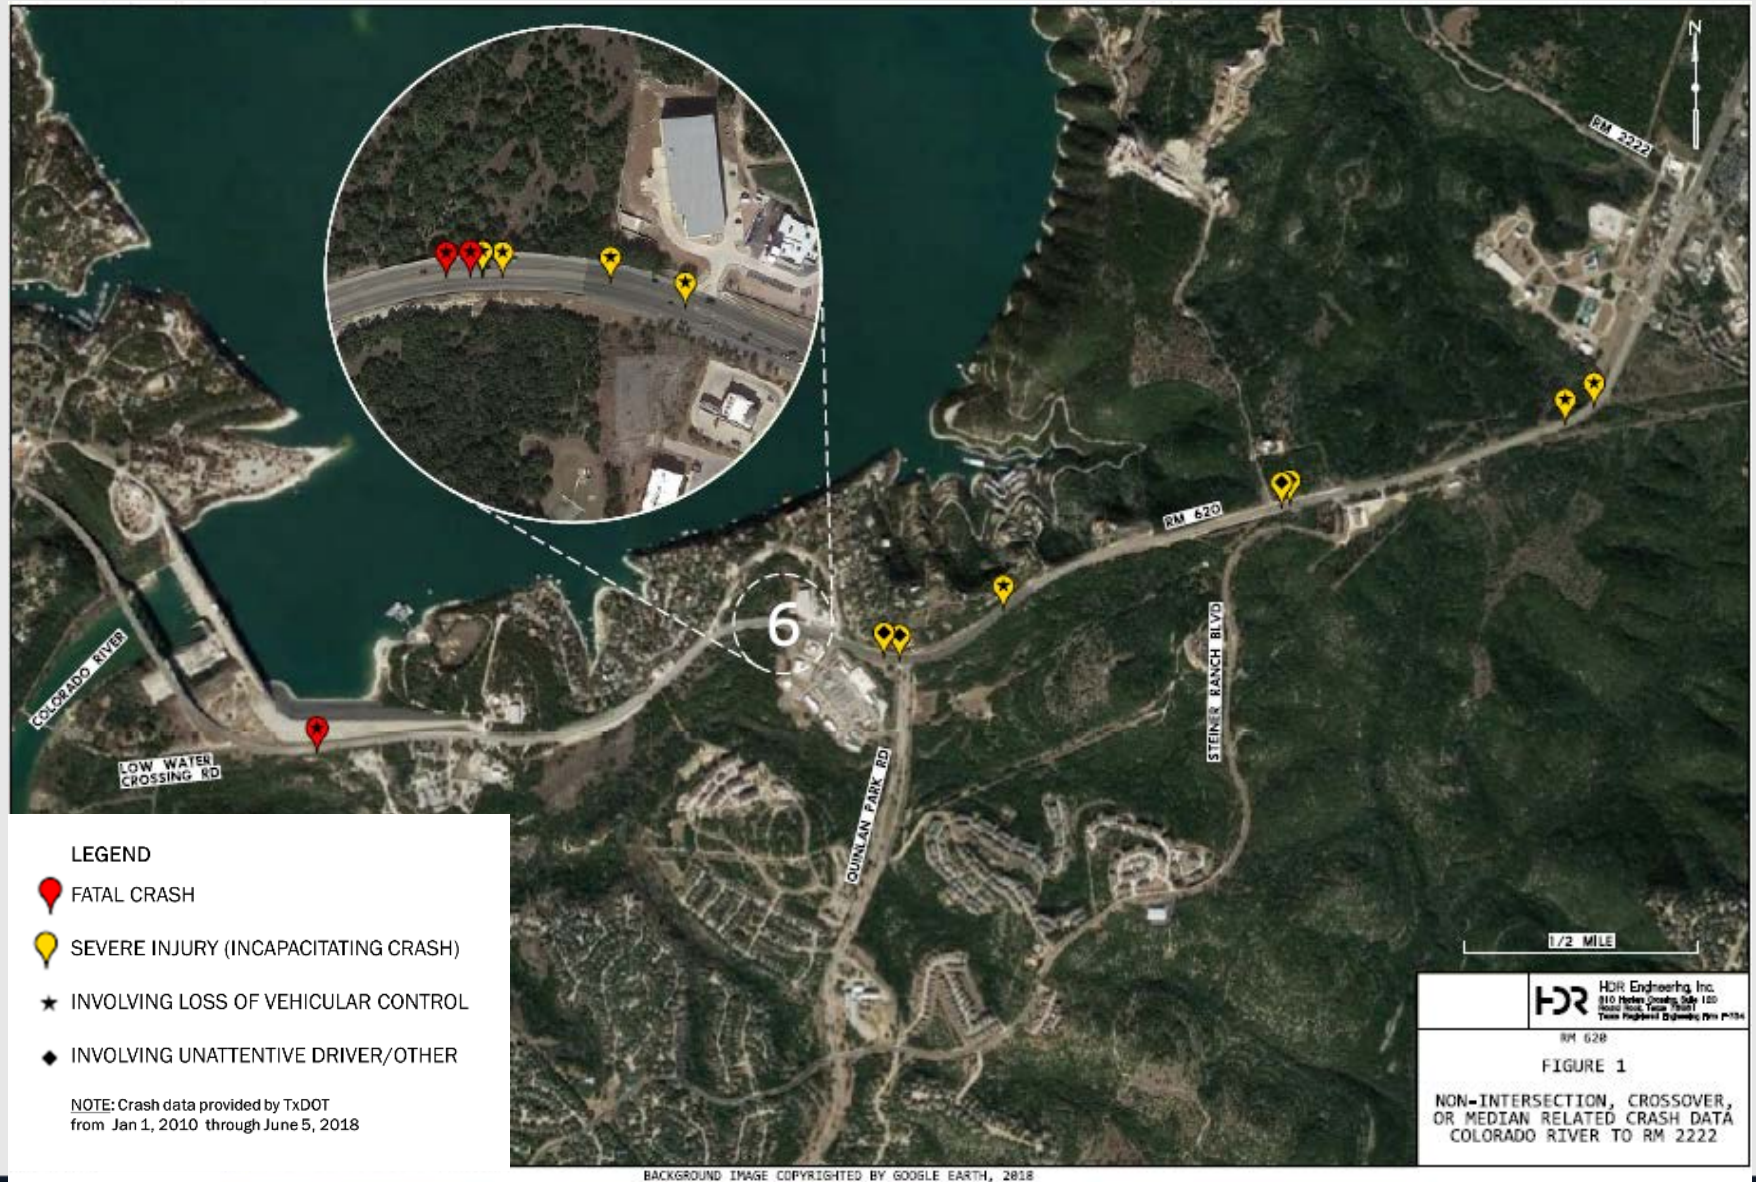 N
RM 2222
6
RM 620
COLORADO RIVER
LOW WATER
CROSSING RD
QUINLAN PARK RD
STEINER RANCH BLVD
LEGEND
FATAL CRASH
SEVERE INJURY (INCAPACITATING CRASH)
INVOLVING LOSS OF VEHICULAR CONTROL
INVOLVING UNATTENTIVE DRIVER/OTHER
NOTE: Crash data provided by TxDOT
from Jan 1, 2010 through June 5, 2018
1/2 MILE
HDR
HDR Engineering, Inc.
RM 620
FIGURE 1
NON-INTERSECTION, CROSSOVER,
OR MEDIAN RELATED CRASH DATA
COLORADO RIVER TO RM 2222
BACKGROUND IMAGE COPYRIGHTED BY GOOGLE EARTH, 2018